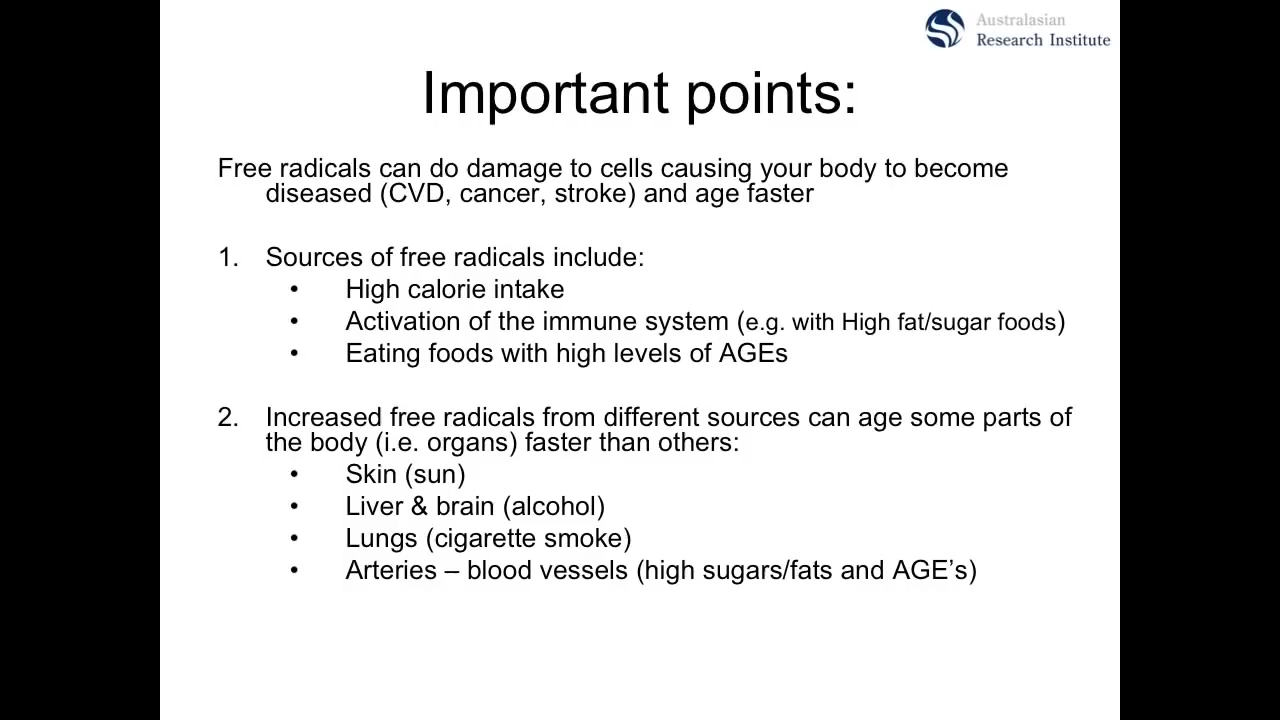 Australasian
Research Institute
Important points:
Free radicals can do damage to cells causing your body to become
diseased (CVD, cancer, stroke) and age faster
1. Sources of free radicals include:
• High calorie intake
• Activation of the immune system (e.g. with High fat/sugar foods)
• Eating foods with high levels of AGEs
2. Increased free radicals from different sources can age some parts of
the body (i.e. organs) faster than others:
• Skin (sun)
• Liver & brain (alcohol)
• Lungs (cigarette smoke)
• Arteries – blood vessels (high sugars/fats and AGE’s)